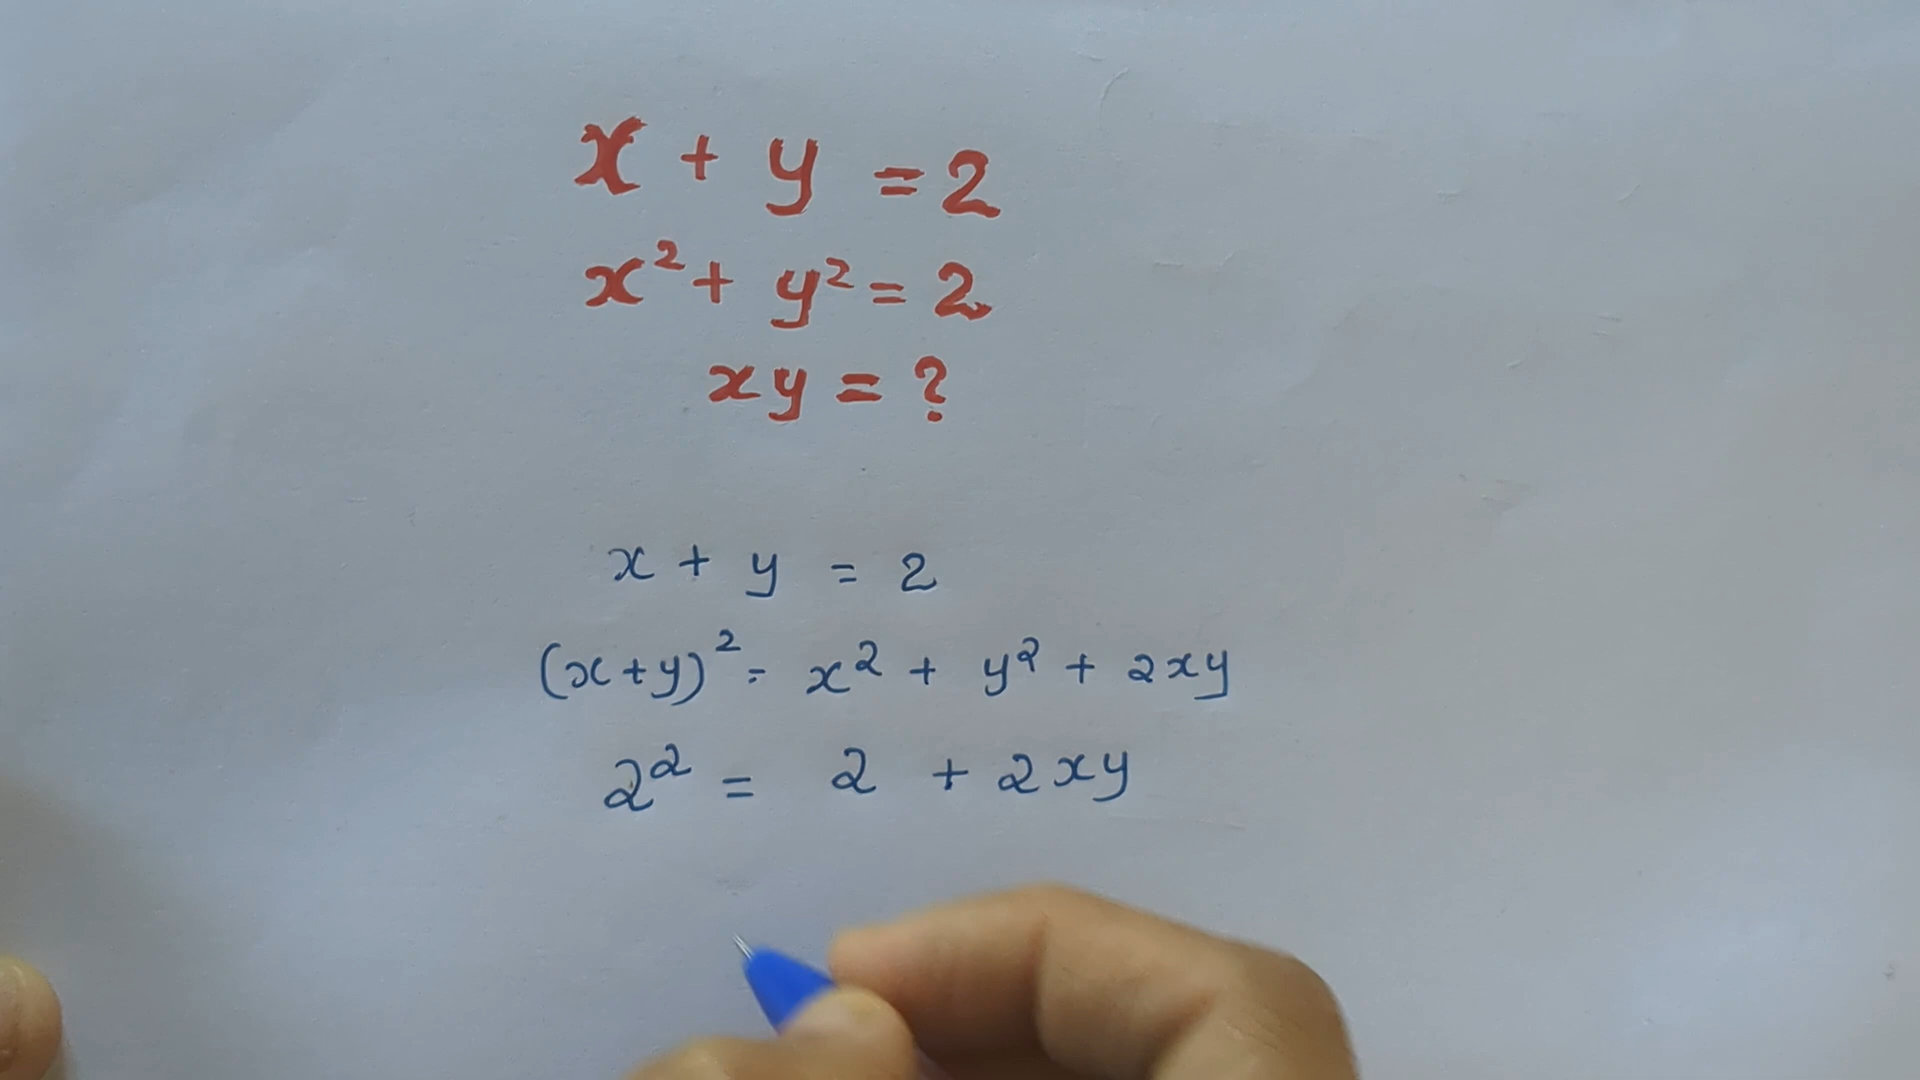 x + y = 2
x² + y² = 2
xy = ?
x + y = 2
(x+y)² = x² + y² + 2xy
2² = 2 + 2xy